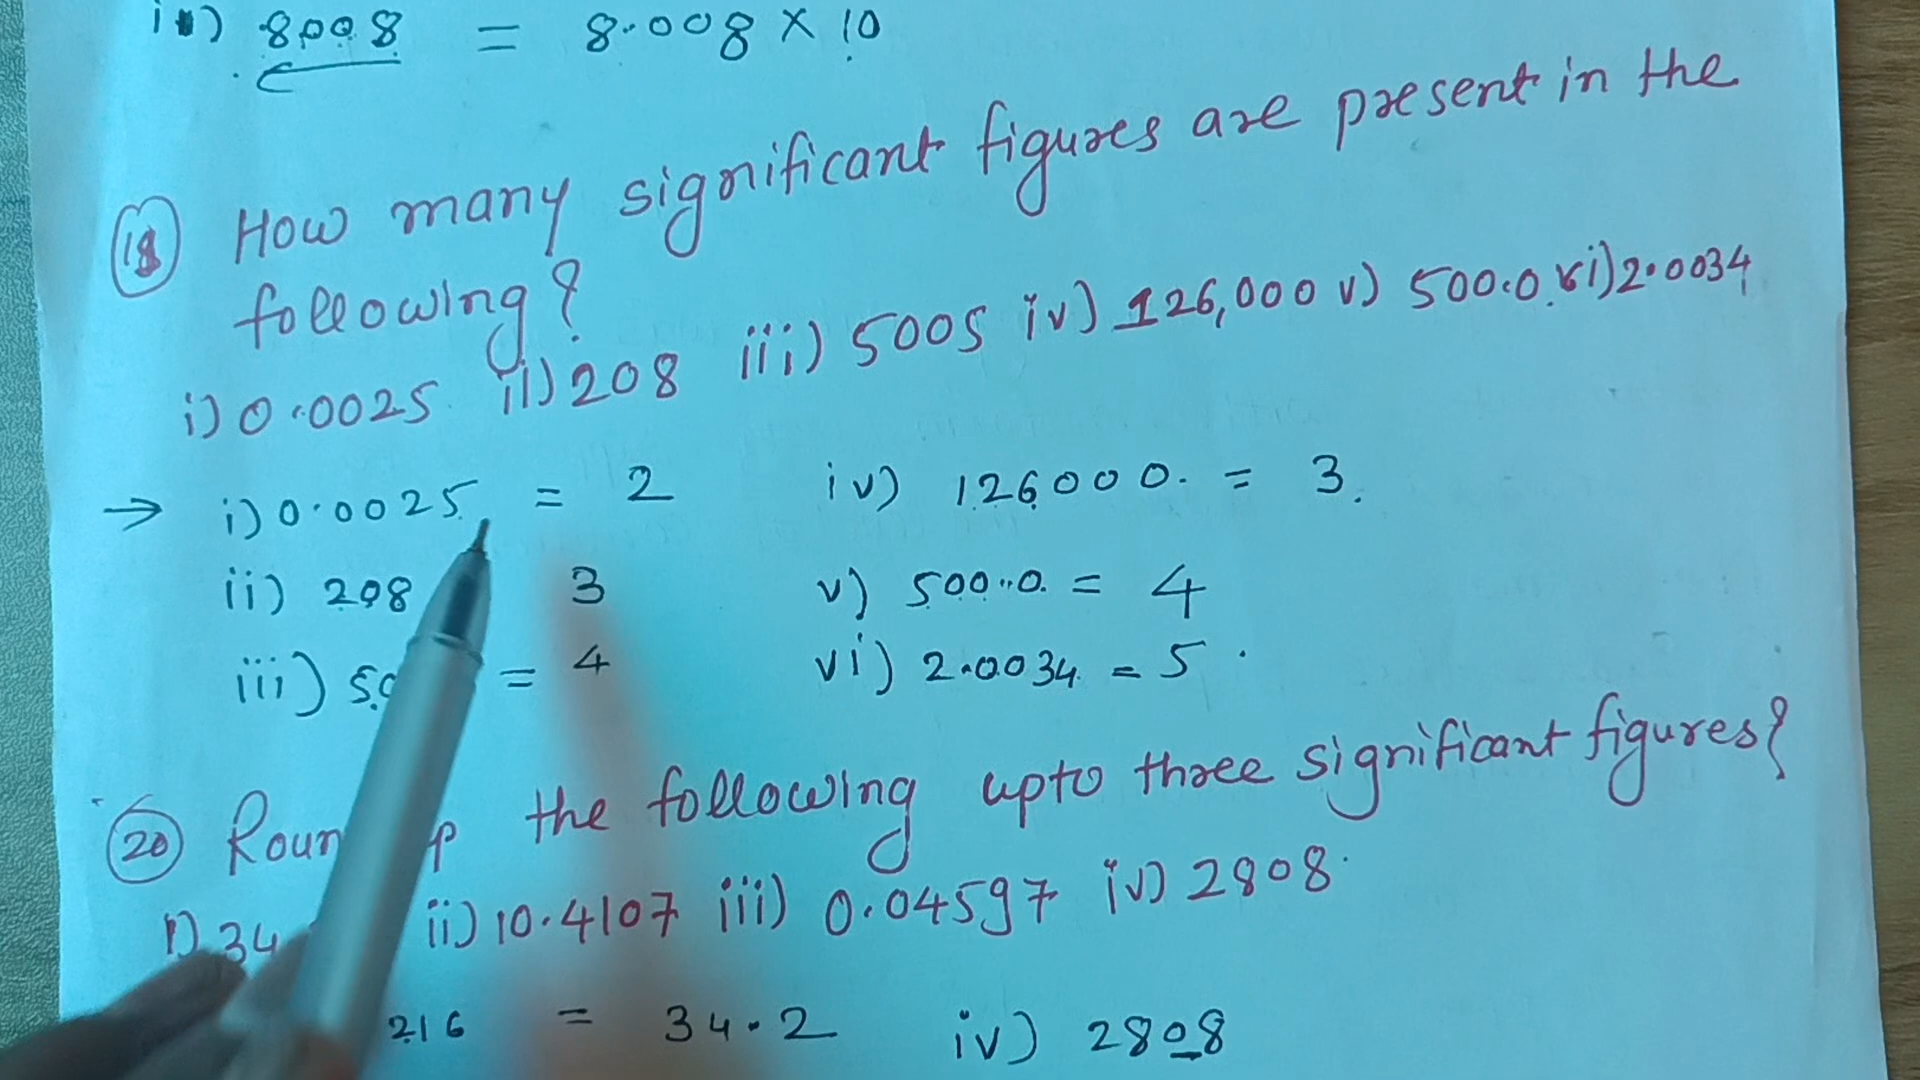 8008 = 8.008 × 10
How many significant figures are present in the
following?
i) 0.0025 ii) 208 iii) 5005 iv) 126,000 v) 500.0 vi) 2.0034
→ i) 0.0025 = 2 iv) 126000. = 3.
ii) 208 3 v) 500.0 = 4
iii) = 4 vi) 2.0034 = 5.
20 the following upto three significant figures?
ii) 10.4107 iii) 0.04597 iv) 2808
216 = 34.2 iv) 2808